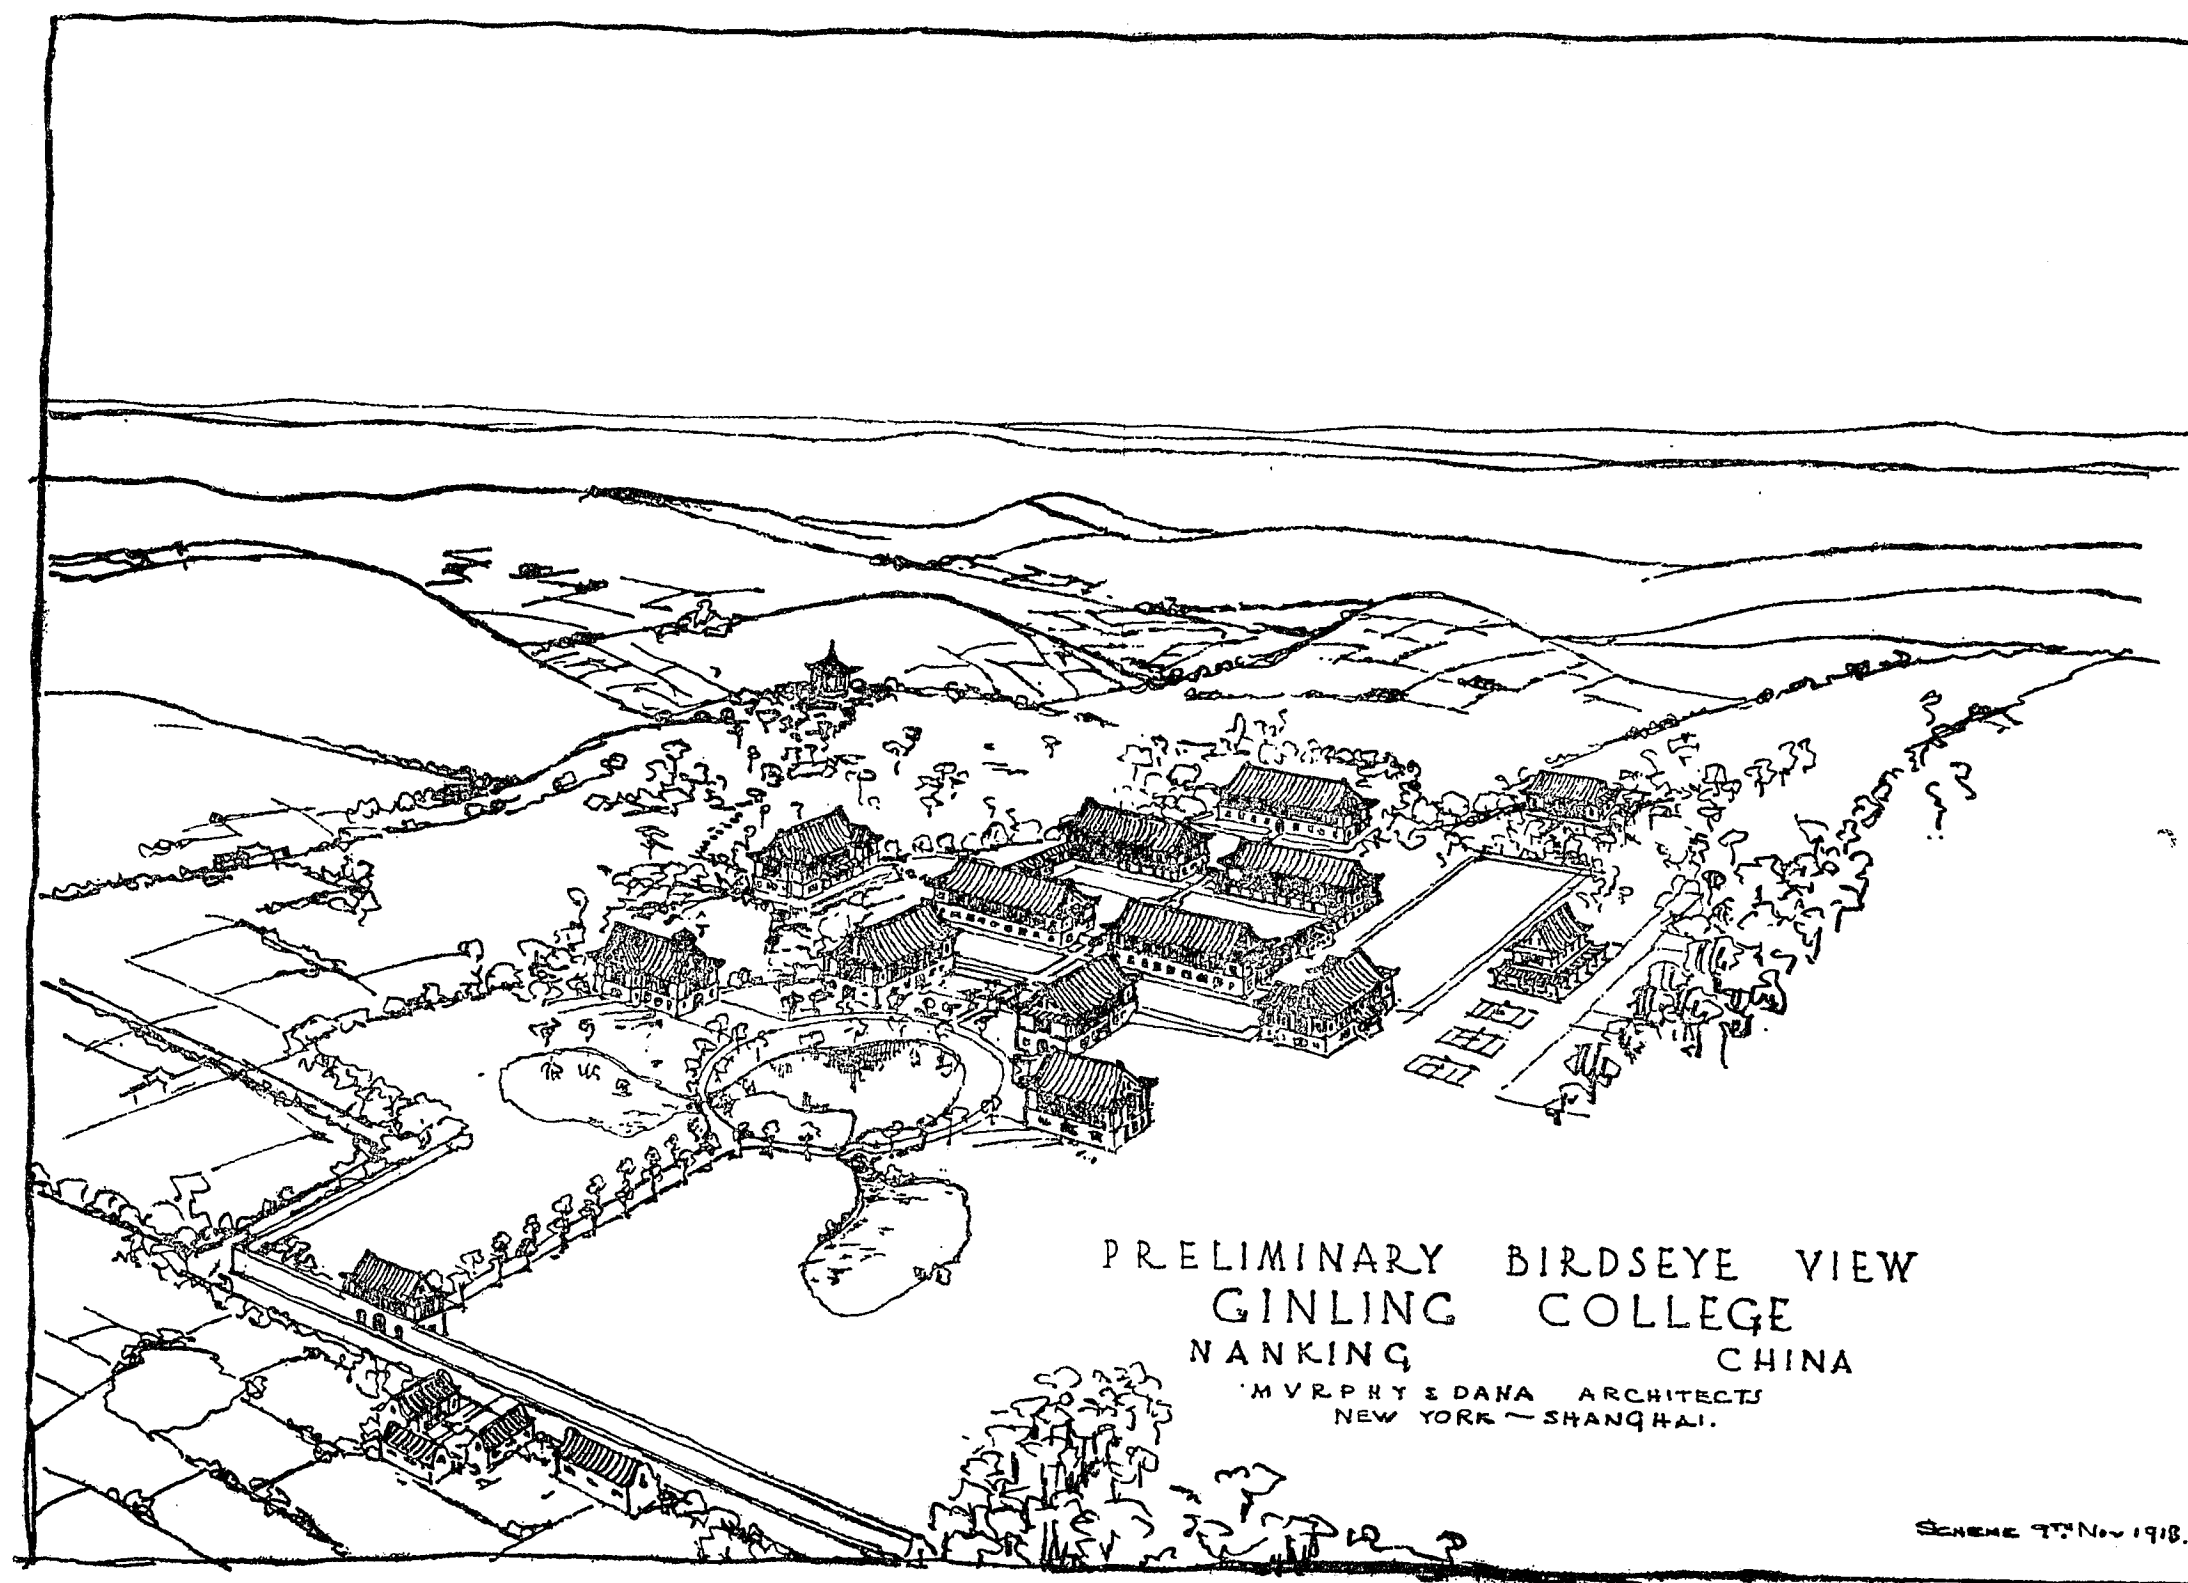 PRELIMINARY BIRDSEYE VIEW
GINLING COLLEGE
NANKING CHINA
MVRPHY & DANA ARCHITECTS
NEW YORK ~ SHANGHAI.
SCHEME 9TH NOV 1918.